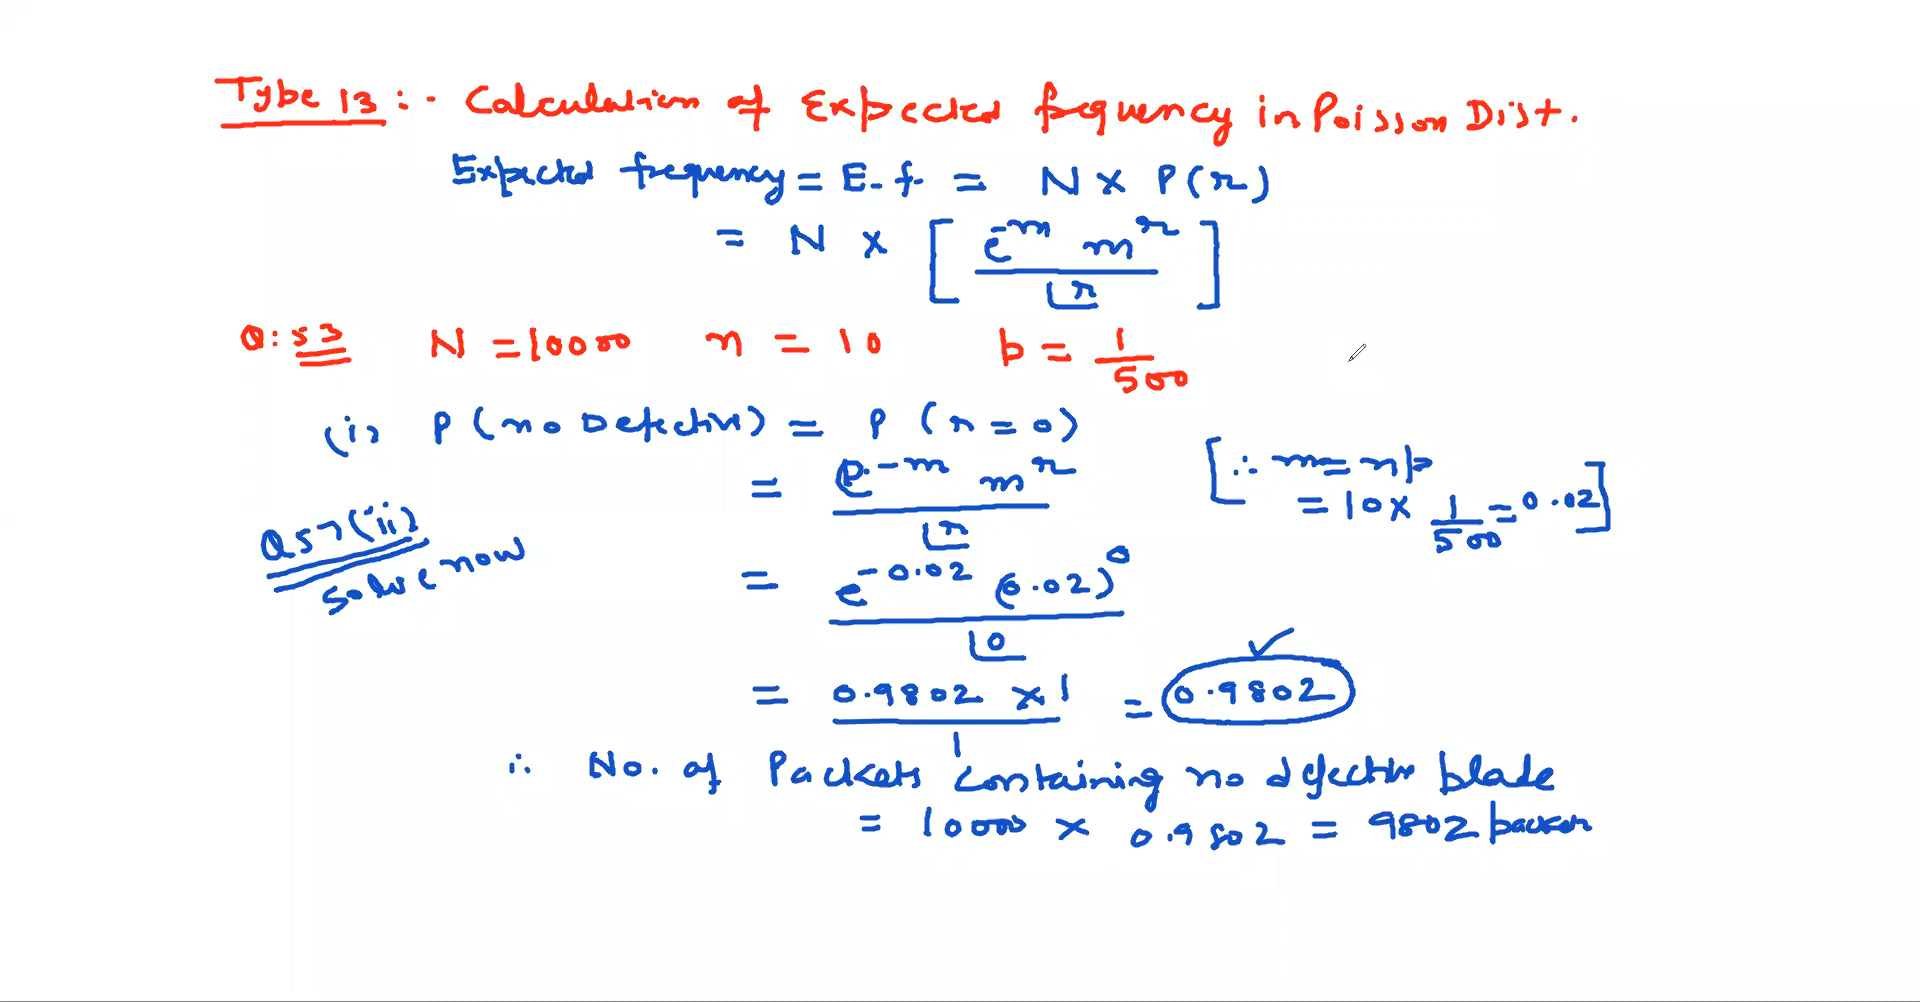 Type 13 :- Calculation of Expected frequency in Poisson Dist.
Expected frequency = E.f. = N × P(r)
= N × [ e^-m m^r / ⌊r ]
Q: 53 N = 10000 n = 10 p = 1/500
(i) P (no Defective) = P (r = 0)
= e^-m m^r / ⌊r [∴ m = np
= 10 × 1/500 = 0.02]
Q 57 (ii)
solve now
= e^-0.02 (0.02)^0 / ⌊0
= 0.9802 × 1 / 1 = 0.9802 ✓
∴ No. of Packets containing no defective blade
= 10000 × 0.9802 = 9802 packets